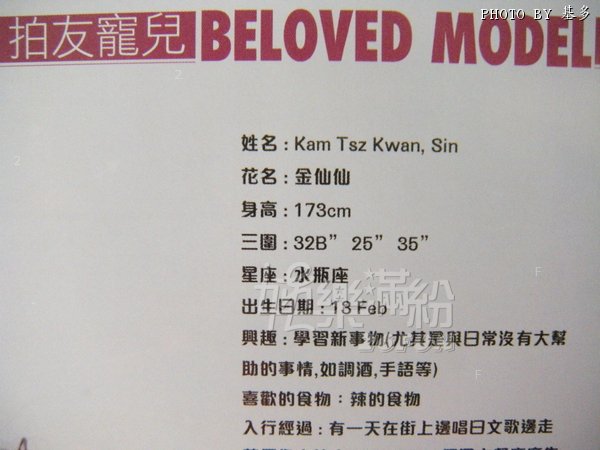 PHOTO BY 基多
拍友寵兒 BELOVED MODEL
姓名 : Kam Tsz Kwan, Sin
花名 : 金仙仙
身高 : 173cm
三圍 : 32B” 25” 35”
星座 : 水瓶座
娛樂滿紛
出生日期 : 13 Feb
興趣 : 學習新事物(尤其是與日常沒有大幫
助的事情,如調酒,手語等)
喜歡的食物 : 辣的食物
入行經過 : 有一天在街上邊唱日文歌邊走